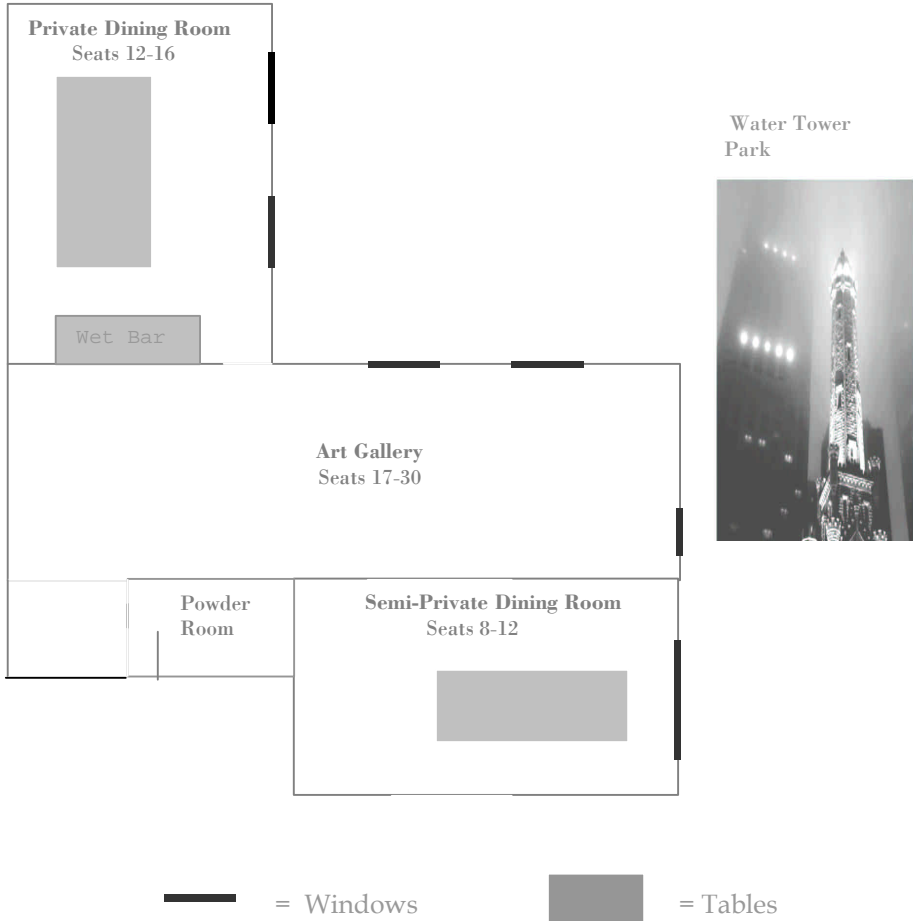 Private Dining Room
Seats 12-16
Water Tower
Park
Wet Bar
Art Gallery
Seats 17-30
Powder
Room
Semi-Private Dining Room
Seats 8-12
= Windows
= Tables